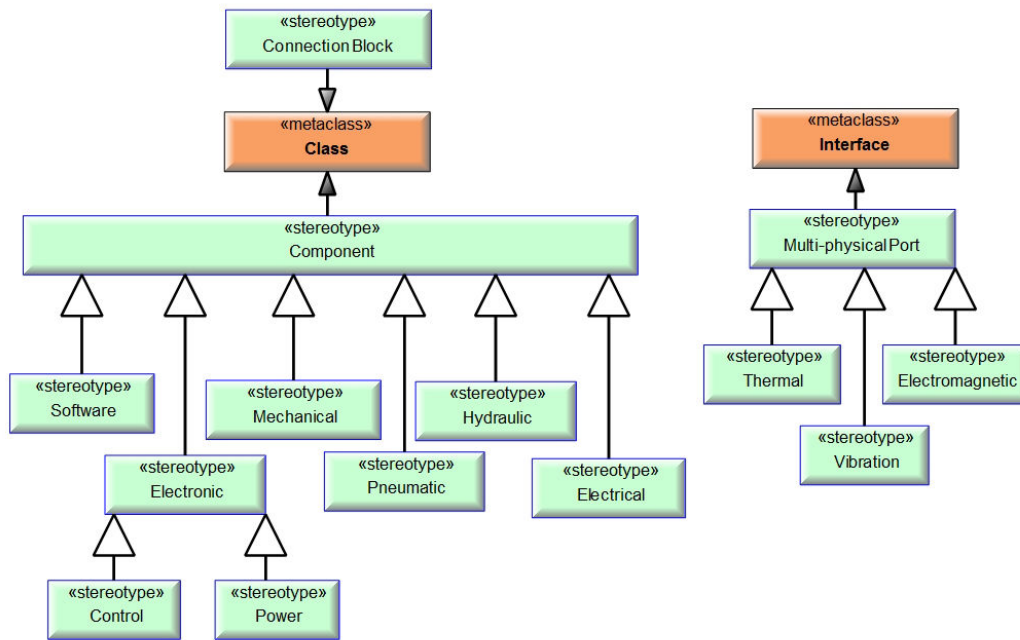 «stereotype»
Connection Block
«metaclass»
Class
«metaclass»
Interface
«stereotype»
Component
«stereotype»
Multi-physical Port
«stereotype»
Software
«stereotype»
Mechanical
«stereotype»
Hydraulic
«stereotype»
Thermal
«stereotype»
Electromagnetic
«stereotype»
Electronic
«stereotype»
Pneumatic
«stereotype»
Electrical
«stereotype»
Vibration
«stereotype»
Control
«stereotype»
Power